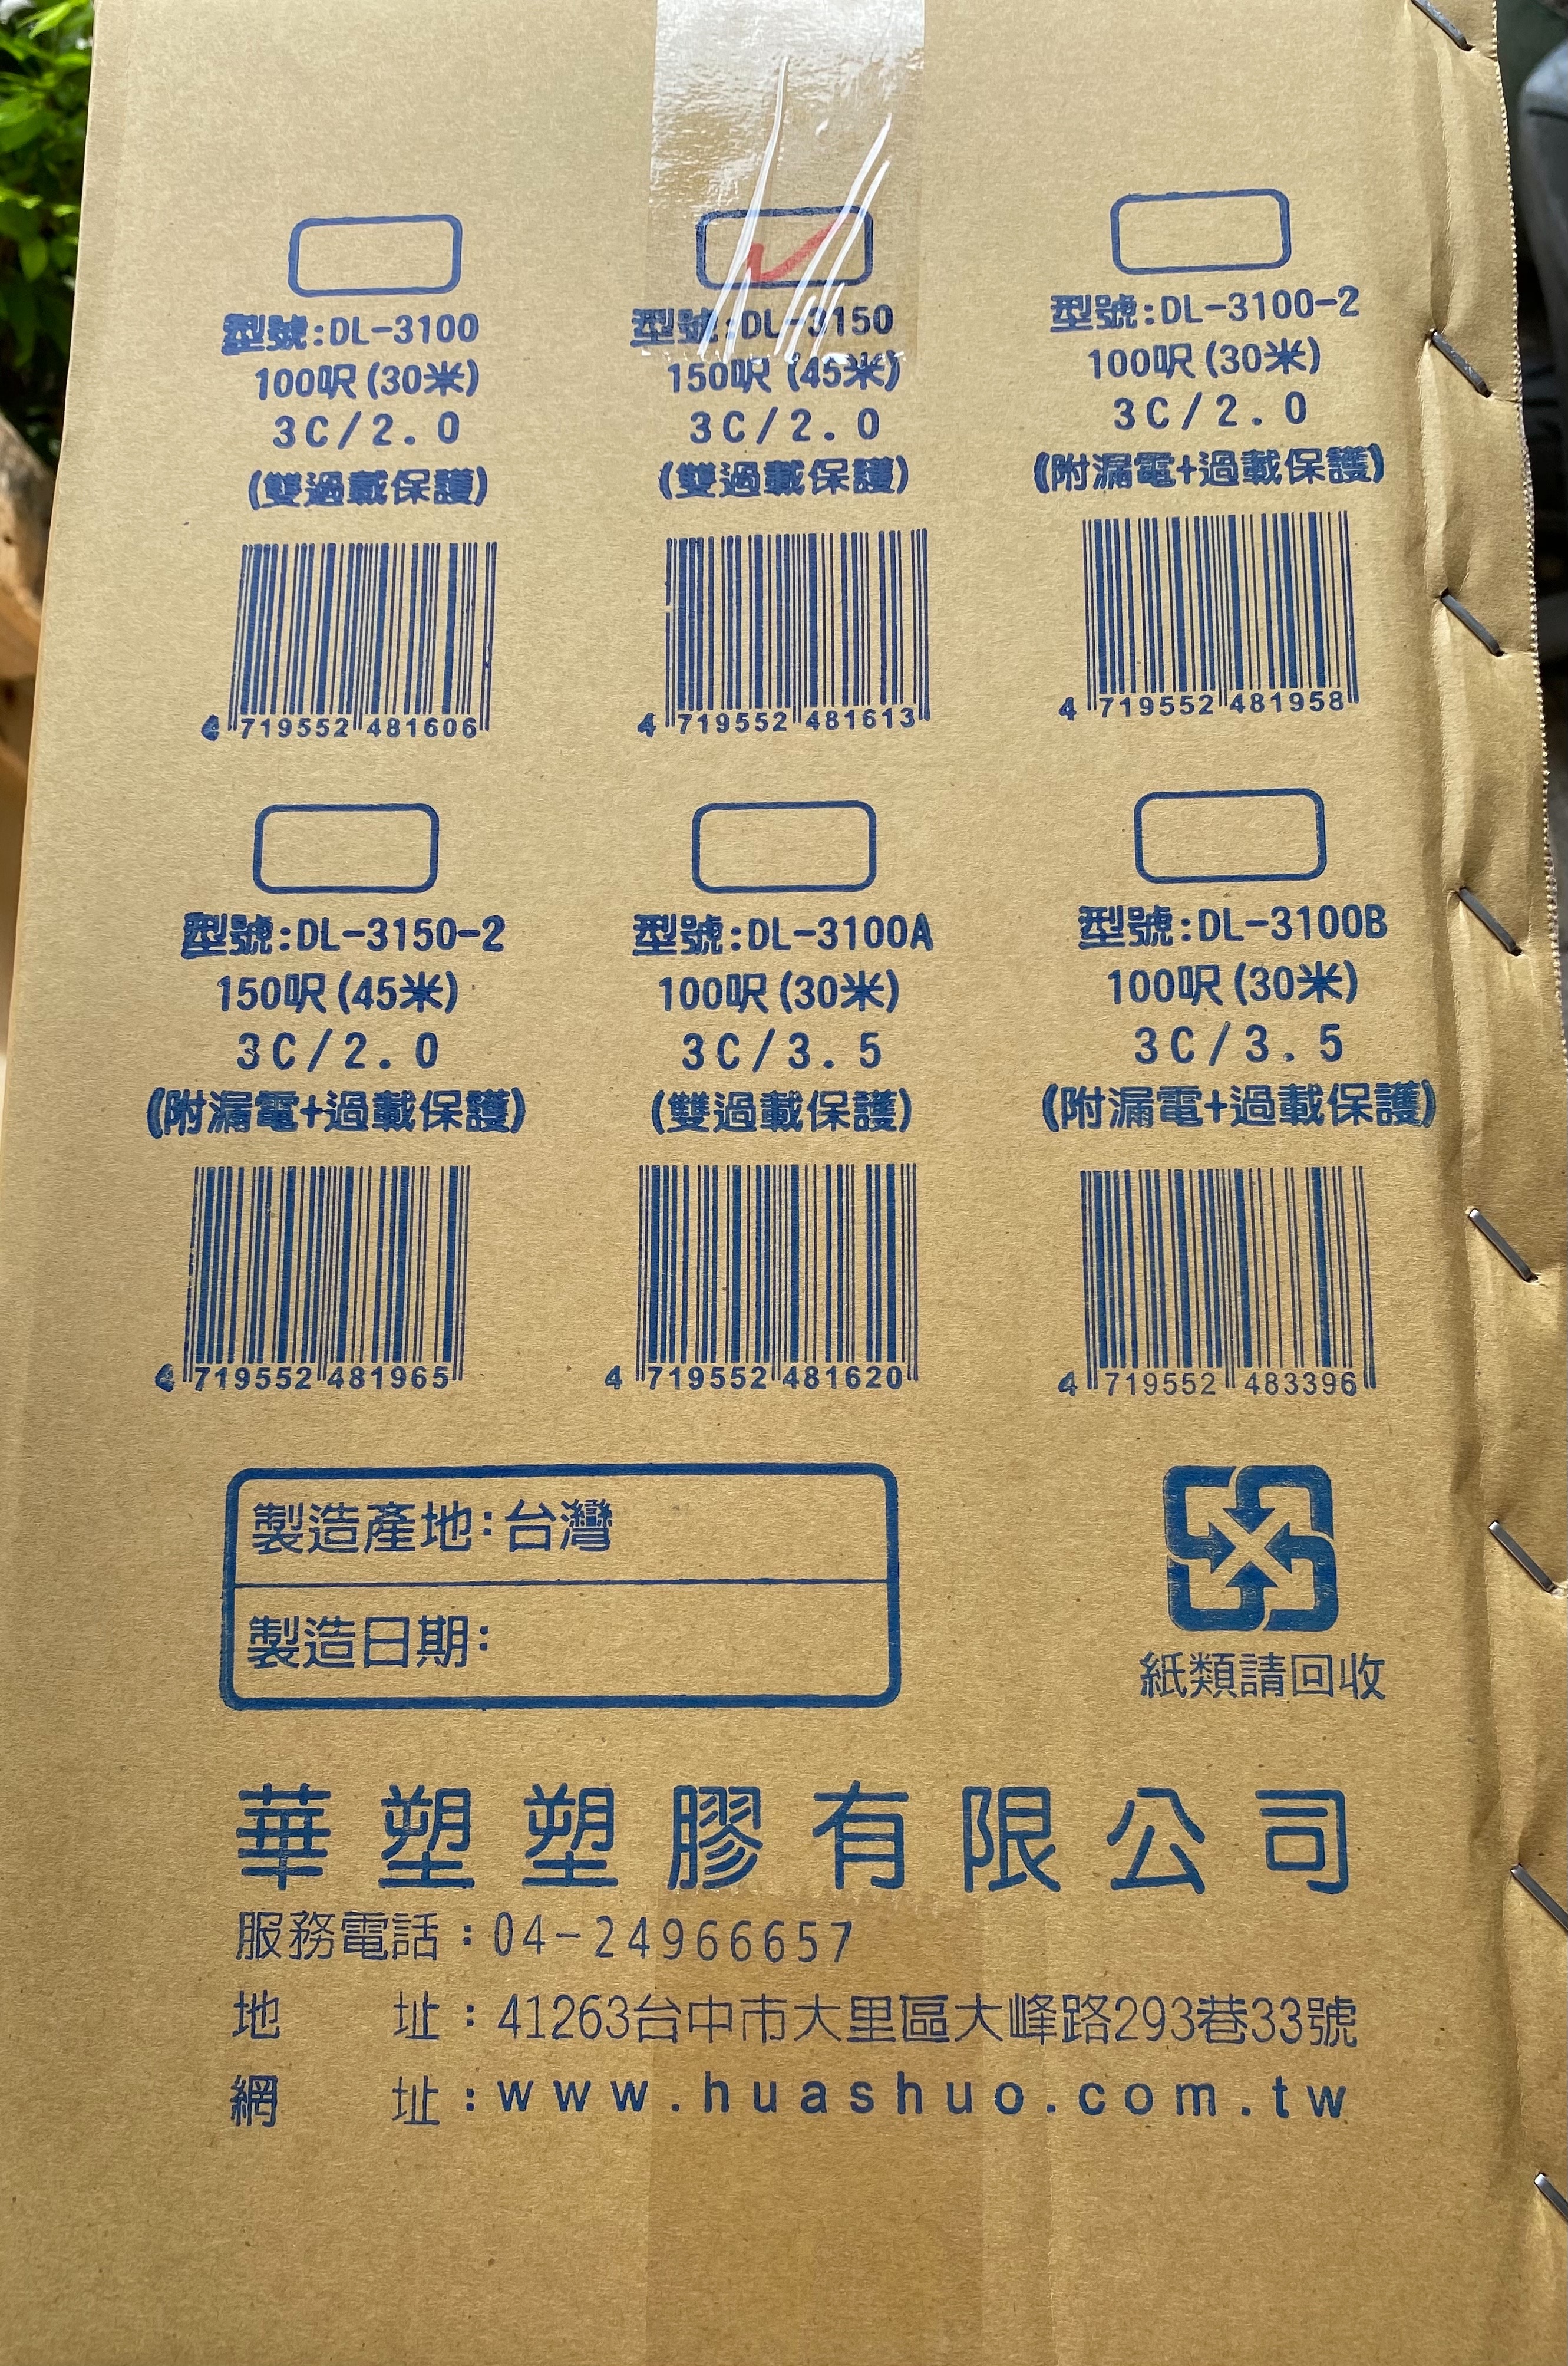 型號:DL-3100
100呎(30米)
3C/2.0
(雙過載保護)
4 719552 481606
型號:DL-3150
150呎(45米)
3C/2.0
(雙過載保護)
4 719552 481613
型號:DL-3100-2
100呎(30米)
3C/2.0
(附漏電+過載保護)
4 719552 481958
型號:DL-3150-2
150呎(45米)
3C/2.0
(附漏電+過載保護)
4 719552 481965
型號:DL-3100A
100呎(30米)
3C/3.5
(雙過載保護)
4 719552 481620
型號:DL-3100B
100呎(30米)
3C/3.5
(附漏電+過載保護)
4 719552 483396
製造產地:台灣
製造日期:
紙類請回收
華塑塑膠有限公司
服務電話:04-24966657
地址:41263台中市大里區大峰路293巷33號
網址:www.huashuo.com.tw